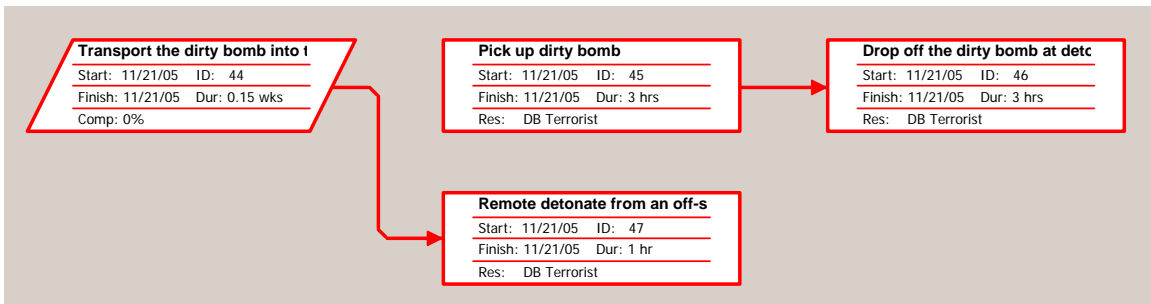 Transport the dirty bomb into t
Start: 11/21/05 ID: 44
Finish: 11/21/05 Dur: 0.15 wks
Comp: 0%
Pick up dirty bomb
Start: 11/21/05 ID: 45
Finish: 11/21/05 Dur: 3 hrs
Res: DB Terrorist
Drop off the dirty bomb at detc
Start: 11/21/05 ID: 46
Finish: 11/21/05 Dur: 3 hrs
Res: DB Terrorist
Remote detonate from an off-s
Start: 11/21/05 ID: 47
Finish: 11/21/05 Dur: 1 hr
Res: DB Terrorist